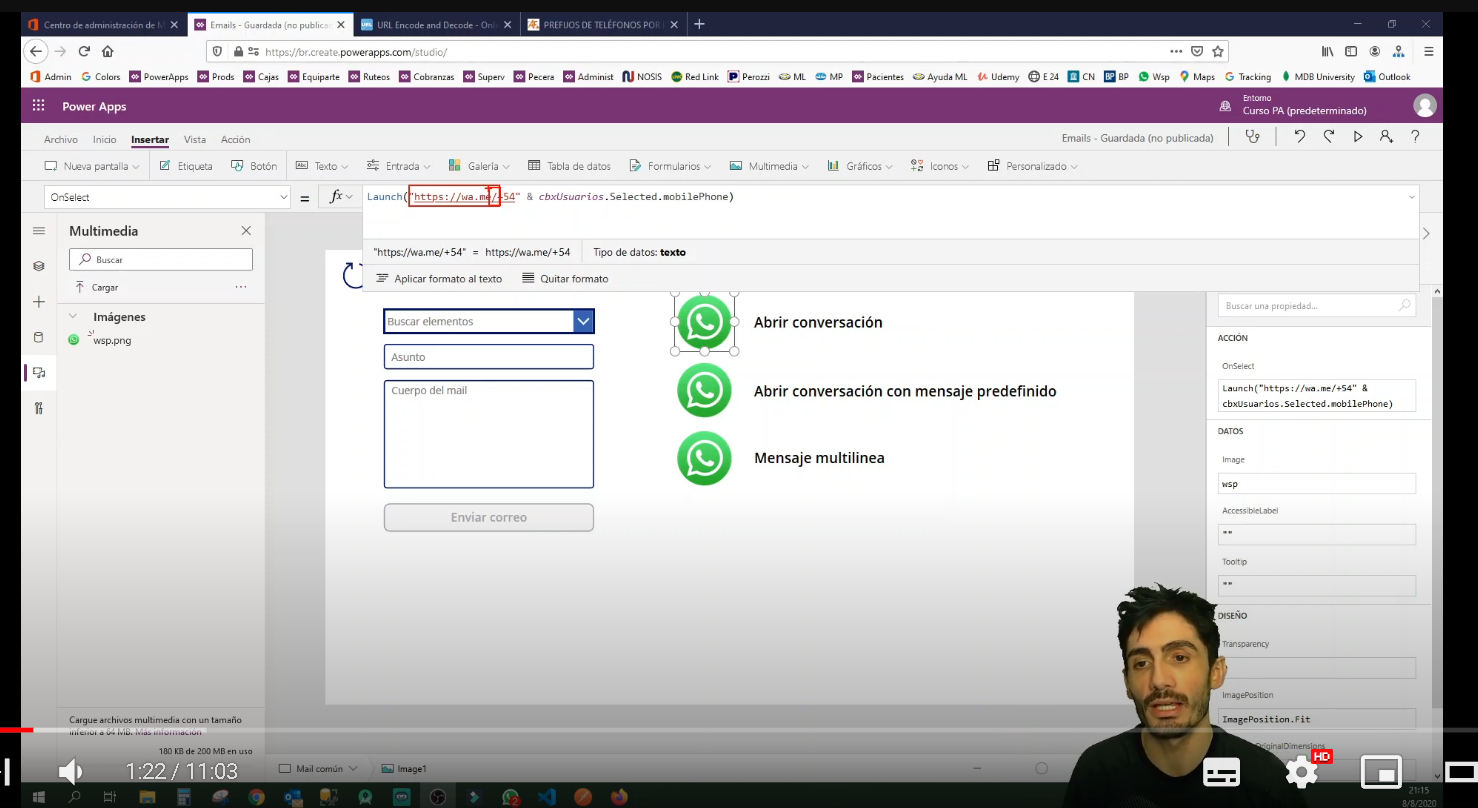 Centro de administración de M
Emails - Guardada (no publicac
URL Encode and Decode - Onl
PREFIJOS DE TELÉFONOS POR
https://br.create.powerapps.com/studio/
Admin Colors PowerApps Prods Cajas Equiparte Ruteos Cobranzas Superv Pecera Administ NOSIS Red Link Perozzi ML MP Pacientes Ayuda ML Udemy E 24 CN BP Wsp Maps Tracking MDB University Outlook
Power Apps
Entorno
Curso PA (predeterminado)
Archivo Inicio Insertar Vista Acción
Emails - Guardada (no publicada)
Nueva pantalla Etiqueta Botón Texto Entrada Galería Tabla de datos Formularios Multimedia Gráficos Iconos Personalizado
OnSelect
= fx
Launch("https://wa.me/+54" & cbxUsuarios.Selected.mobilePhone)
"https://wa.me/+54" = https://wa.me/+54
Tipo de datos: texto
Aplicar formato al texto
Quitar formato
Multimedia
Buscar
Cargar
Imágenes
wsp.png
Buscar elementos
Asunto
Cuerpo del mail
Enviar correo
Abrir conversación
Abrir conversación con mensaje predefinido
Mensaje multilinea
Buscar una propiedad...
ACCIÓN
OnSelect
Launch("https://wa.me/+54" &
cbxUsuarios.Selected.mobilePhone)
DATOS
Image
wsp
AccessibleLabel
""
Tooltip
""
DISEÑO
Transparency
ImagePosition
ImagePosition.Fit
OriginalDimensions
Cargue archivos multimedia con un tamaño
inferior a 64 MB. Más información
180 KB de 200 MB en uso
1:22 / 11:03
Mail común
Image1
HD
21:15
8/8/2020